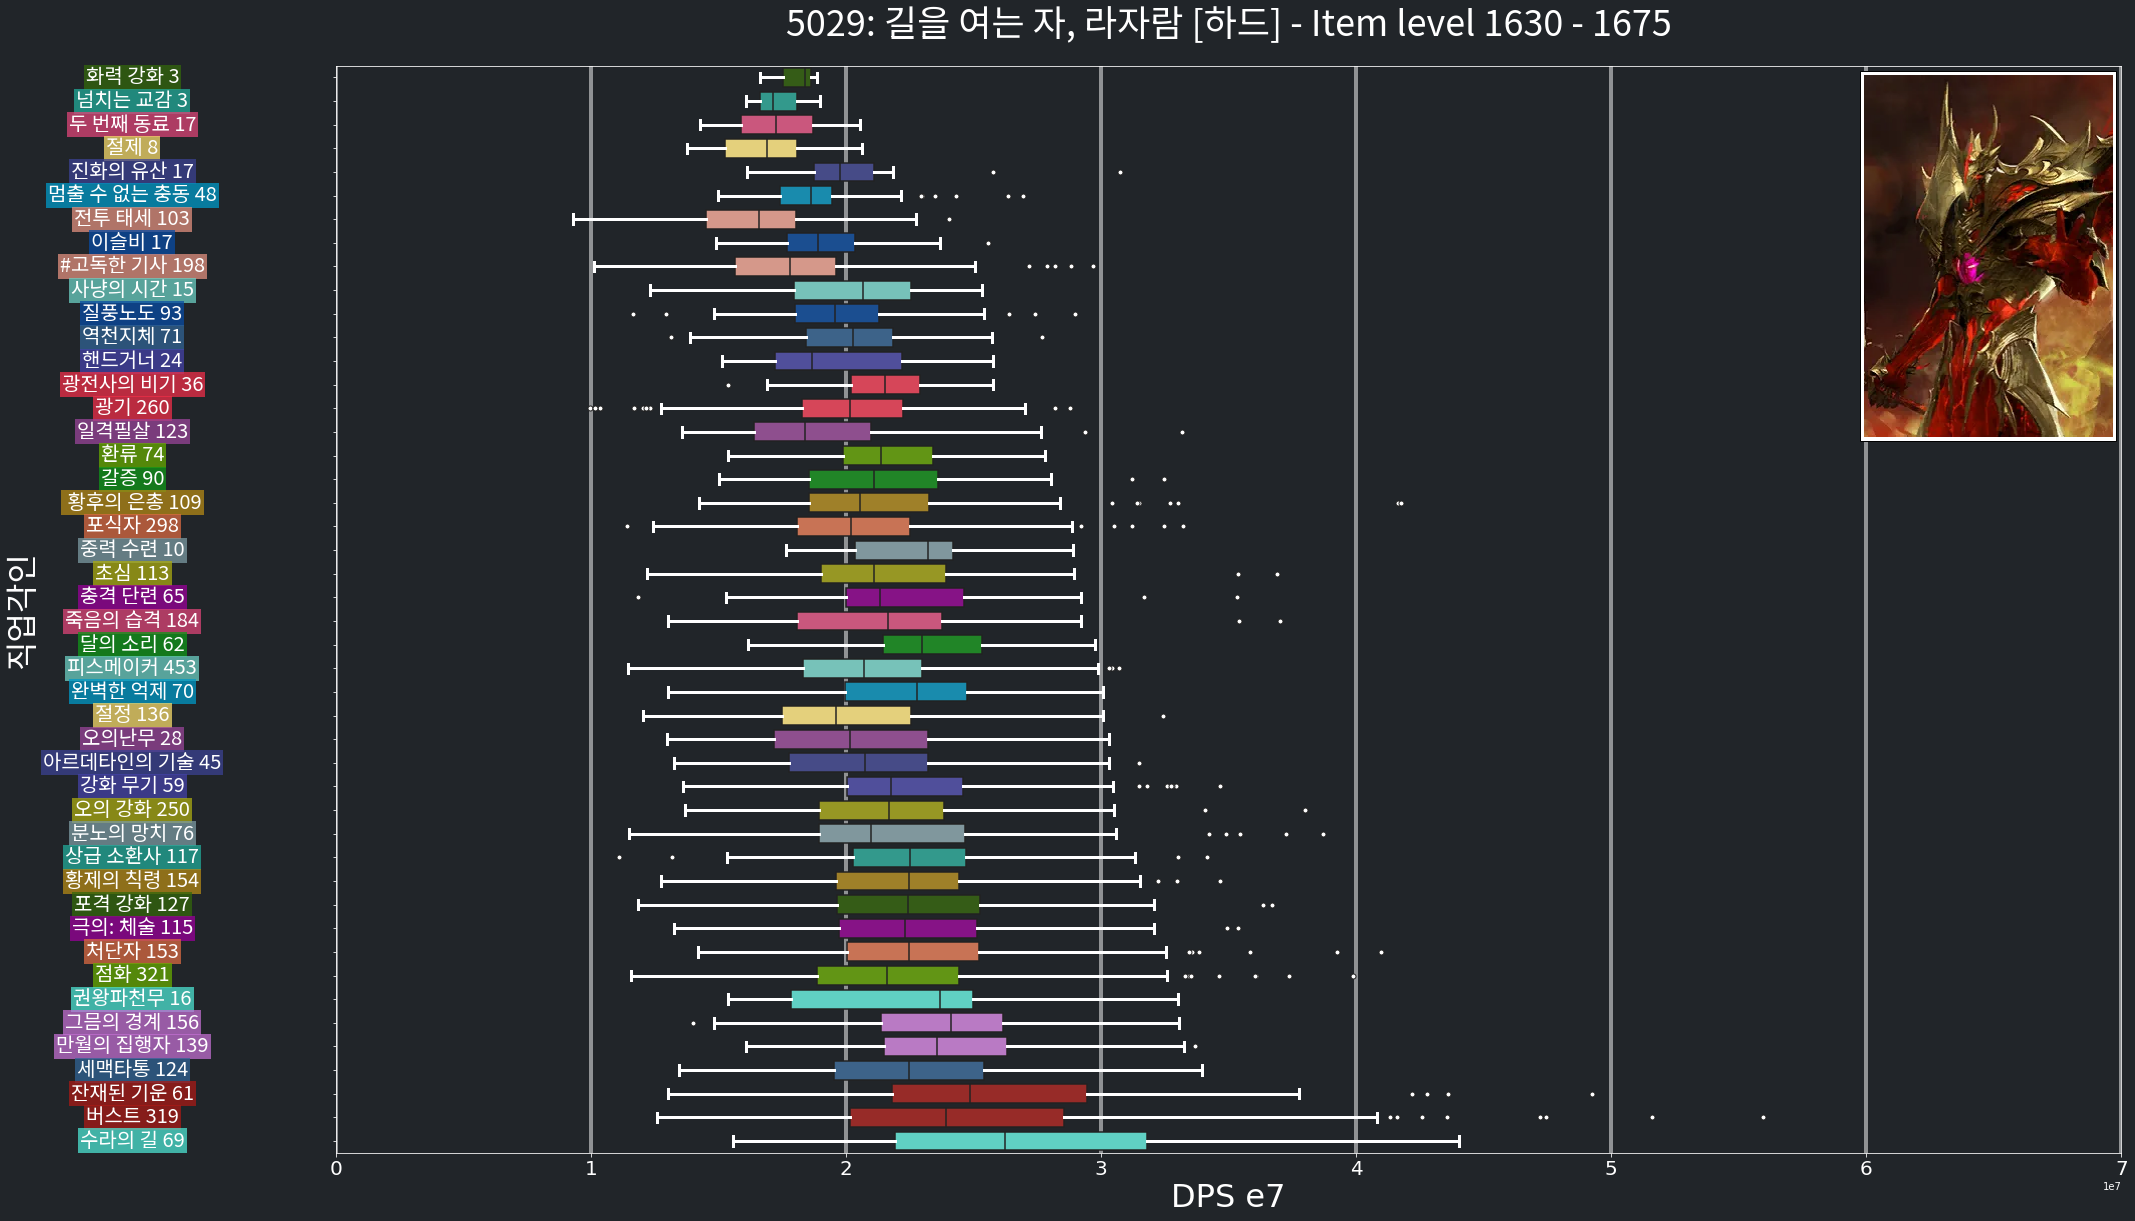 5029: 길을 여는 자, 라자람 [하드] - Item level 1630 - 1675
직업각인
화력 강화 3
넘치는 교감 3
두 번째 동료 17
절제 8
진화의 유산 17
멈출 수 없는 충동 48
전투 태세 103
이슬비 17
#고독한 기사 198
사냥의 시간 15
질풍노도 93
역천지체 71
핸드거너 24
광전사의 비기 36
광기 260
일격필살 123
환류 74
갈증 90
황후의 은총 109
포식자 298
중력 수련 10
초심 113
충격 단련 65
죽음의 습격 184
달의 소리 62
피스메이커 453
완벽한 억제 70
절정 136
오의난무 28
아르데타인의 기술 45
강화 무기 59
오의 강화 250
분노의 망치 76
상급 소환사 117
황제의 칙령 154
포격 강화 127
극의: 체술 115
처단자 153
점화 321
권왕파천무 16
그믐의 경계 156
만월의 집행자 139
세맥타통 124
잔재된 기운 61
버스트 319
수라의 길 69
0 1 2 3 4 5 6 7
1e7
DPS e7